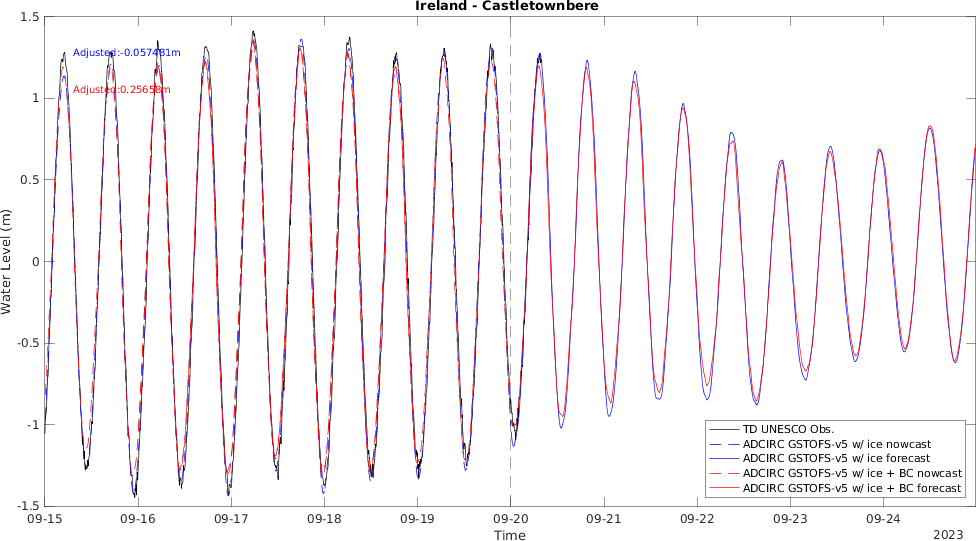 Ireland - Castletownbere
1.5
1
0.5
0
-0.5
-1
-1.5
Water Level (m)
Adjusted:-0.057481m
Adjusted:0.25658m
TD UNESCO Obs.
ADCIRC GSTOFS-v5 w/ ice nowcast
ADCIRC GSTOFS-v5 w/ ice forecast
ADCIRC GSTOFS-v5 w/ ice + BC nowcast
ADCIRC GSTOFS-v5 w/ ice + BC forecast
09-15 09-16 09-17 09-18 09-19 09-20 09-21 09-22 09-23 09-24
Time
2023